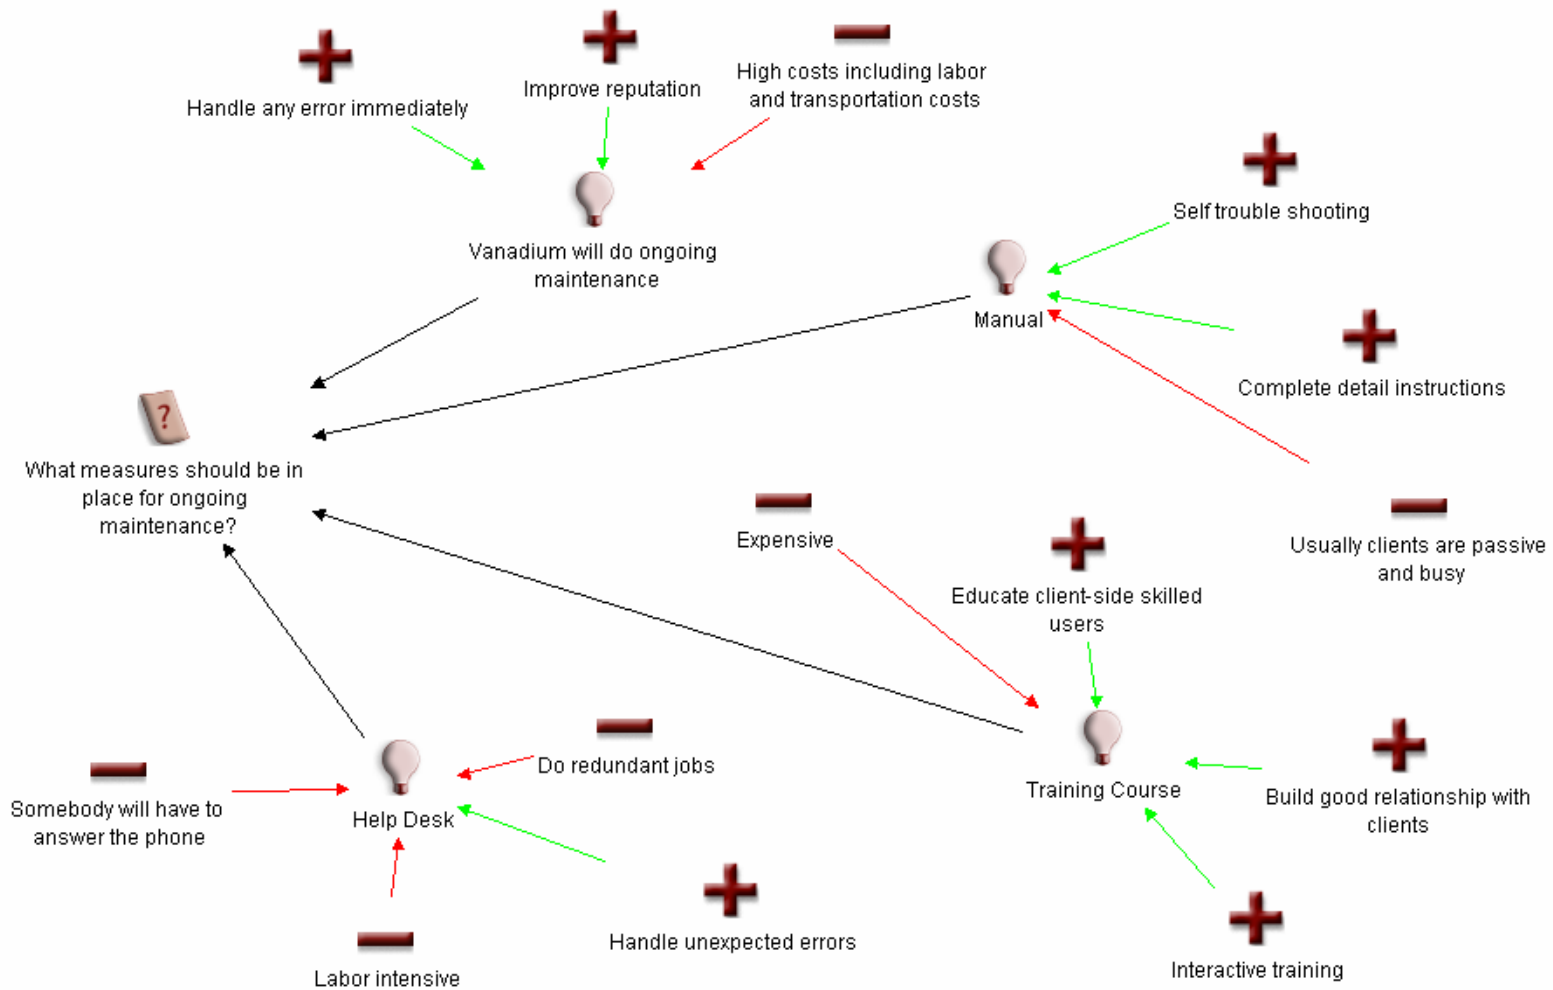 Handle any error immediately
Improve reputation
High costs including labor
and transportation costs
Vanadium will do ongoing
maintenance
Self trouble shooting
Manual
Complete detail instructions
Usually clients are passive
and busy
?
What measures should be in
place for ongoing
maintenance?
Expensive
Educate client-side skilled
users
Training Course
Build good relationship with
clients
Interactive training
Do redundant jobs
Somebody will have to
answer the phone
Help Desk
Handle unexpected errors
Labor intensive